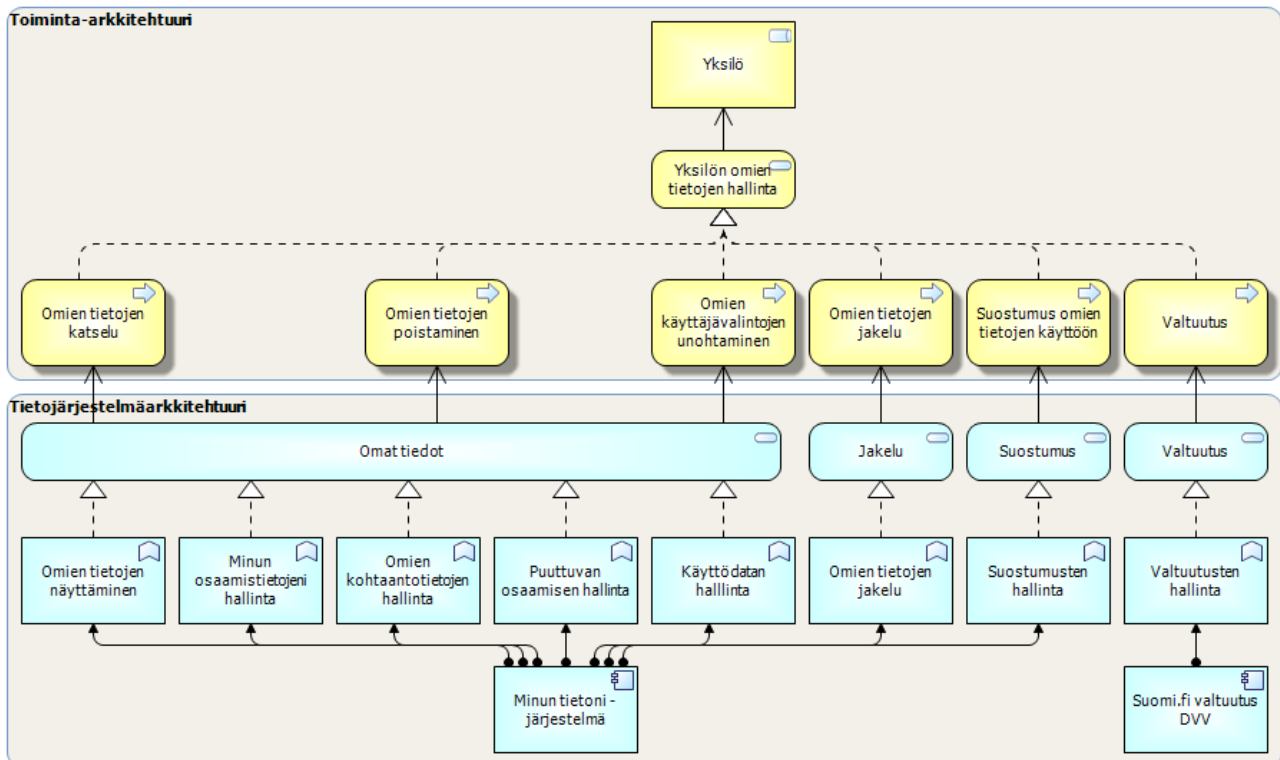 Toiminta-arkkitehtuuri
Yksilö
Yksilön omien
tietojen hallinta
Omien tietojen
katselu
Omien tietojen
poistaminen
Omien
käyttäjävalintojen
unohtaminen
Omien tietojen
jakelu
Suostumus omien
tietojen käyttöön
Valtuutus
Tietojärjestelmäarkkitehtuuri
Omat tiedot
Jakelu
Suostumus
Valtuutus
Omien tietojen
näyttäminen
Minun
osaamistietojeni
hallinta
Omien
kohtaantotietojen
hallinta
Puuttuvan
osaamisen hallinta
Käyttödatan
halllinta
Omien tietojen
jakelu
Suostumusten
hallinta
Valtuutusten
hallinta
Minun tietoni -
järjestelmä
Suomi.fi valtuutus
DVV